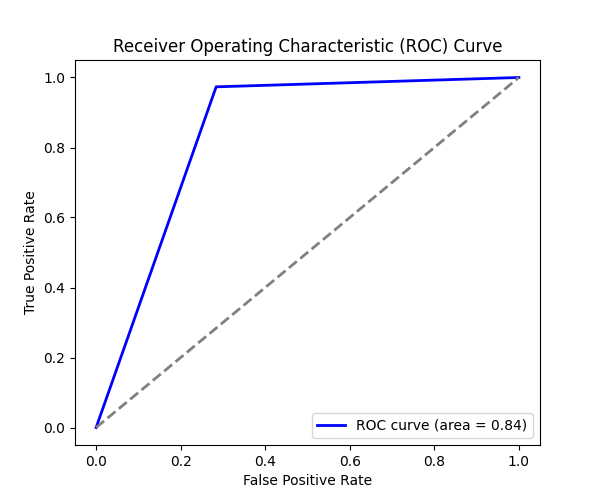 Receiver Operating Characteristic (ROC) Curve
True Positive Rate
1.0
0.8
0.6
0.4
0.2
0.0
ROC curve (area = 0.84)
0.0 0.2 0.4 0.6 0.8 1.0
False Positive Rate